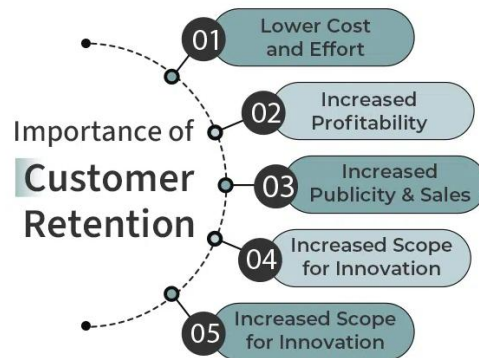 Importance of
Customer
Retention
01
Lower Cost
and Effort
02
Increased
Profitability
03
Increased
Publicity & Sales
04
Increased Scope
for Innovation
05
Increased Scope
for Innovation